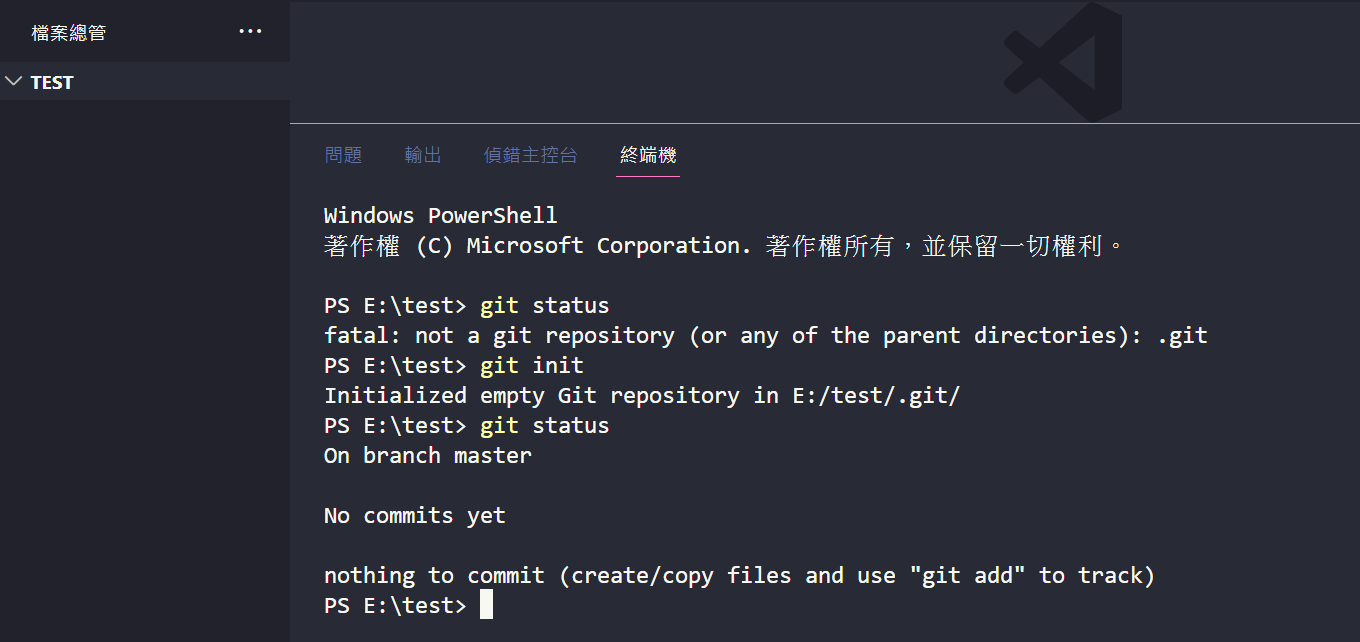 檔案總管 ···
TEST
問題 輸出 偵錯主控台 終端機
Windows PowerShell
著作權 (C) Microsoft Corporation. 著作權所有，並保留一切權利。
PS E:\test> git status
fatal: not a git repository (or any of the parent directories): .git
PS E:\test> git init
Initialized empty Git repository in E:/test/.git/
PS E:\test> git status
On branch master
No commits yet
nothing to commit (create/copy files and use "git add" to track)
PS E:\test>